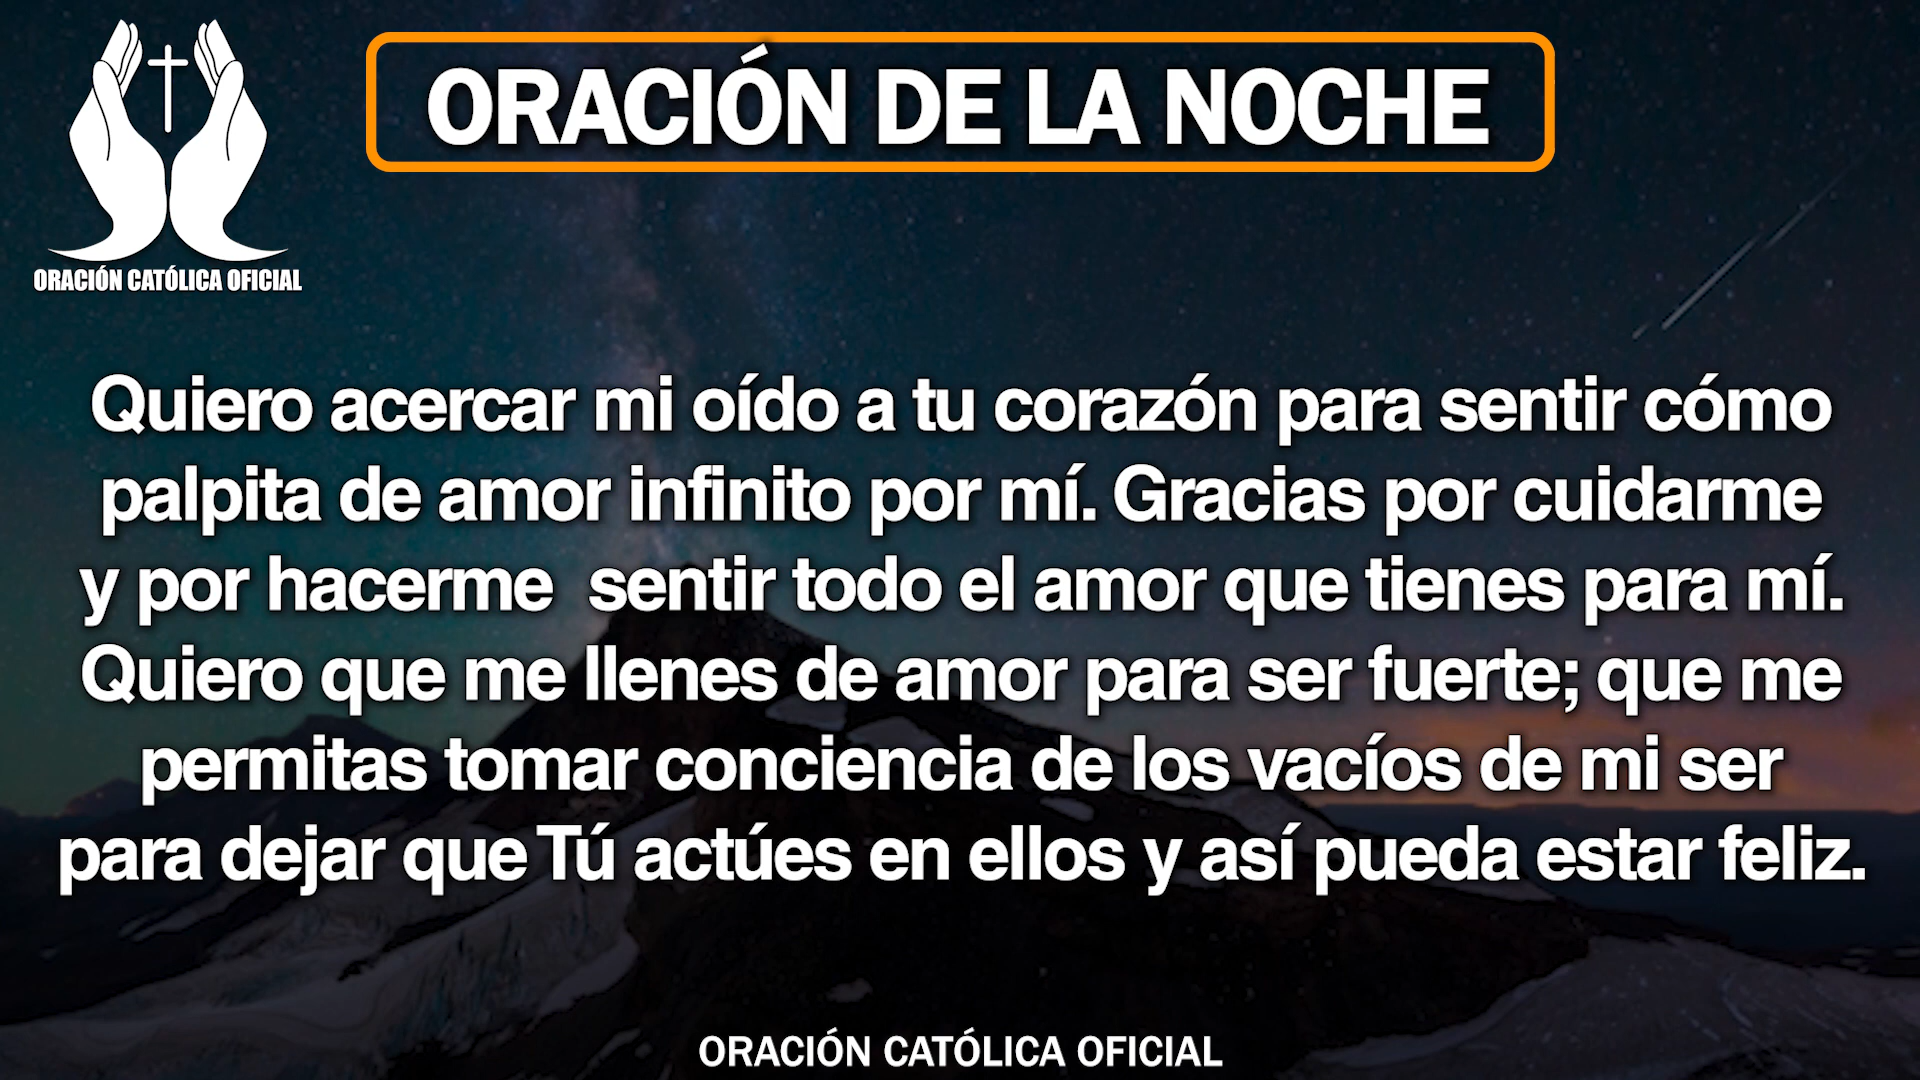 ORACIÓN DE LA NOCHE
ORACIÓN CATÓLICA OFICIAL
Quiero acercar mi oído a tu corazón para sentir cómo
palpita de amor infinito por mí. Gracias por cuidarme
y por hacerme  sentir todo el amor que tienes para mí.
Quiero que me llenes de amor para ser fuerte; que me
permitas tomar conciencia de los vacíos de mi ser
para dejar que Tú actúes en ellos y así pueda estar feliz.
ORACIÓN CATÓLICA OFICIAL